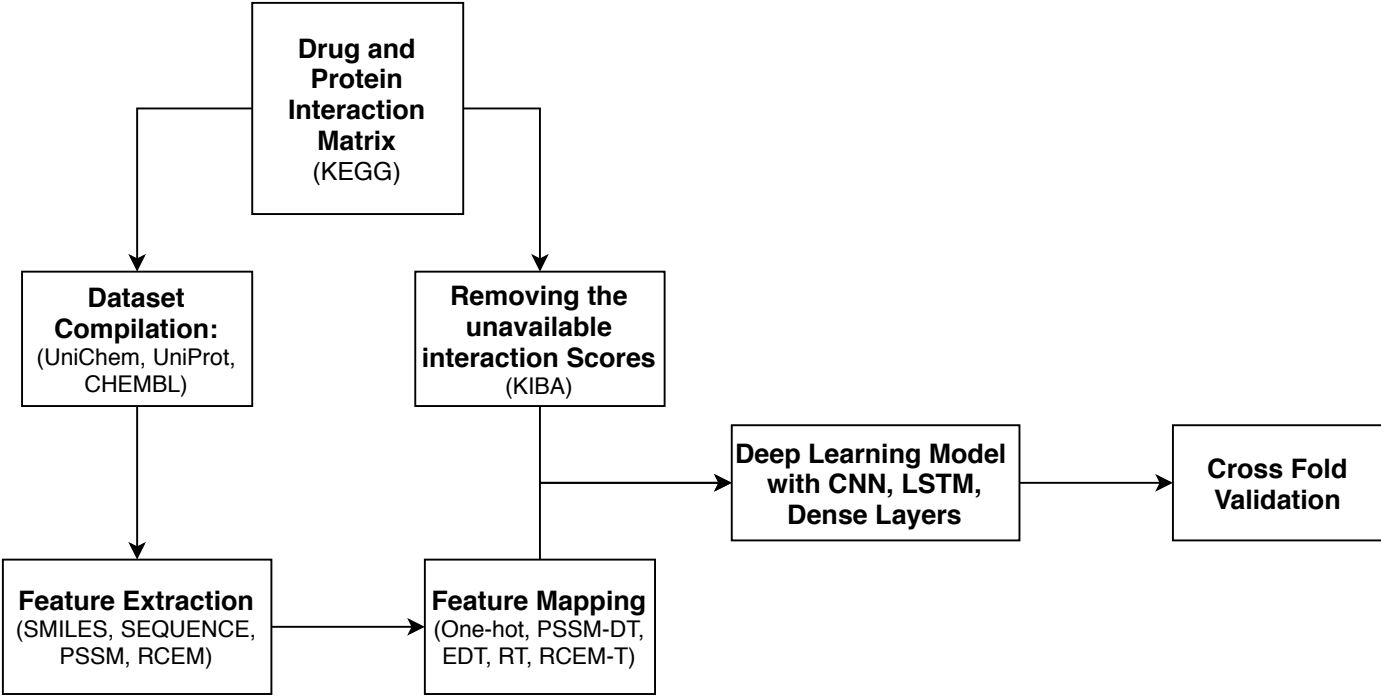 Drug and
Protein
Interaction
Matrix
(KEGG)
Dataset
Compilation:
(UniChem, UniProt,
CHEMBL)
Removing the
unavailable
interaction Scores
(KIBA)
Deep Learning Model
with CNN, LSTM,
Dense Layers
Cross Fold
Validation
Feature Extraction
(SMILES, SEQUENCE,
PSSM, RCEM)
Feature Mapping
(One-hot, PSSM-DT,
EDT, RT, RCEM-T)